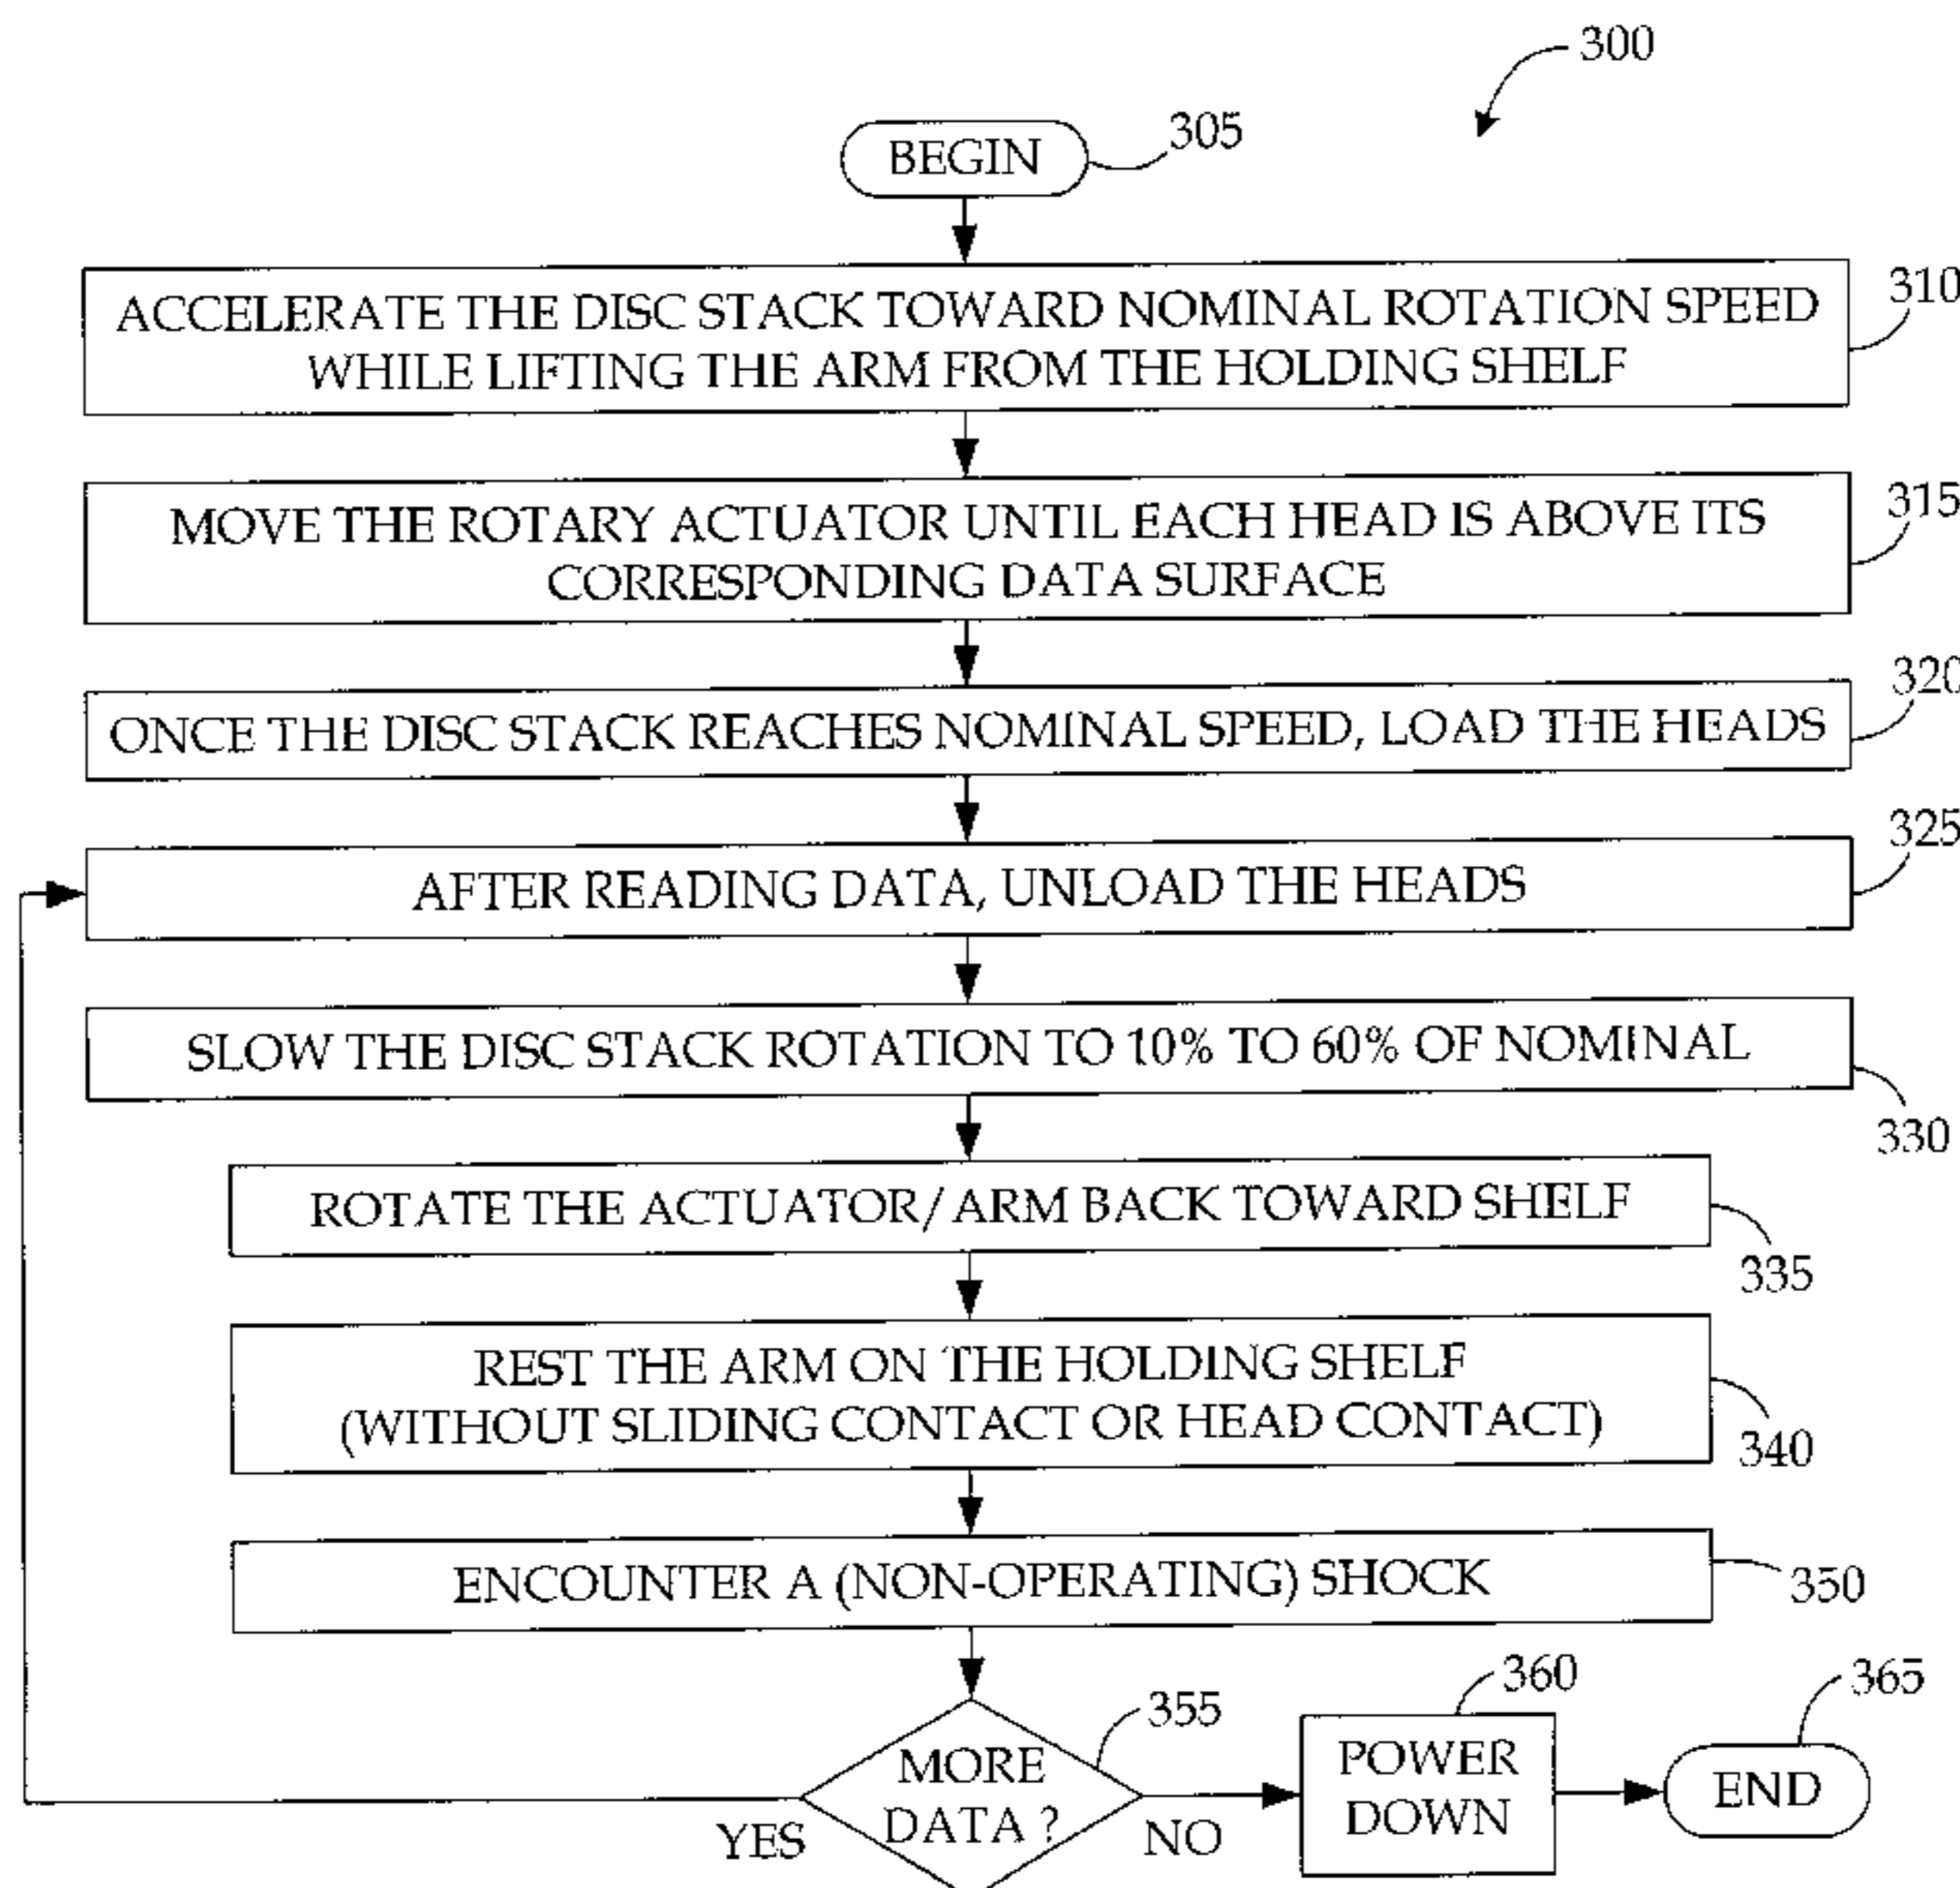 300
BEGIN
305
ACCELERATE THE DISC STACK TOWARD NOMINAL ROTATION SPEED
WHILE LIFTING THE ARM FROM THE HOLDING SHELF
310
MOVE THE ROTARY ACTUATOR UNTIL EACH HEAD IS ABOVE ITS
CORRESPONDING DATA SURFACE
315
ONCE THE DISC STACK REACHES NOMINAL SPEED, LOAD THE HEADS
320
AFTER READING DATA, UNLOAD THE HEADS
325
SLOW THE DISC STACK ROTATION TO 10% TO 60% OF NOMINAL
330
ROTATE THE ACTUATOR/ARM BACK TOWARD SHELF
335
REST THE ARM ON THE HOLDING SHELF
(WITHOUT SLIDING CONTACT OR HEAD CONTACT)
340
ENCOUNTER A (NON-OPERATING) SHOCK
350
MORE
DATA ?
355
YES
NO
POWER
DOWN
360
END
365